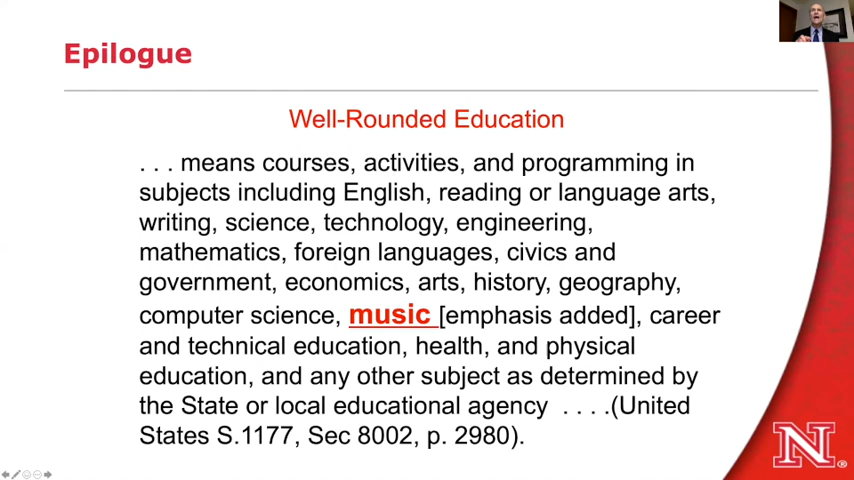 Epilogue
Well-Rounded Education
. . . means courses, activities, and programming in
subjects including English, reading or language arts,
writing, science, technology, engineering,
mathematics, foreign languages, civics and
government, economics, arts, history, geography,
computer science, music [emphasis added], career
and technical education, health, and physical
education, and any other subject as determined by
the State or local educational agency . . . .(United
States S.1177, Sec 8002, p. 2980).
N®